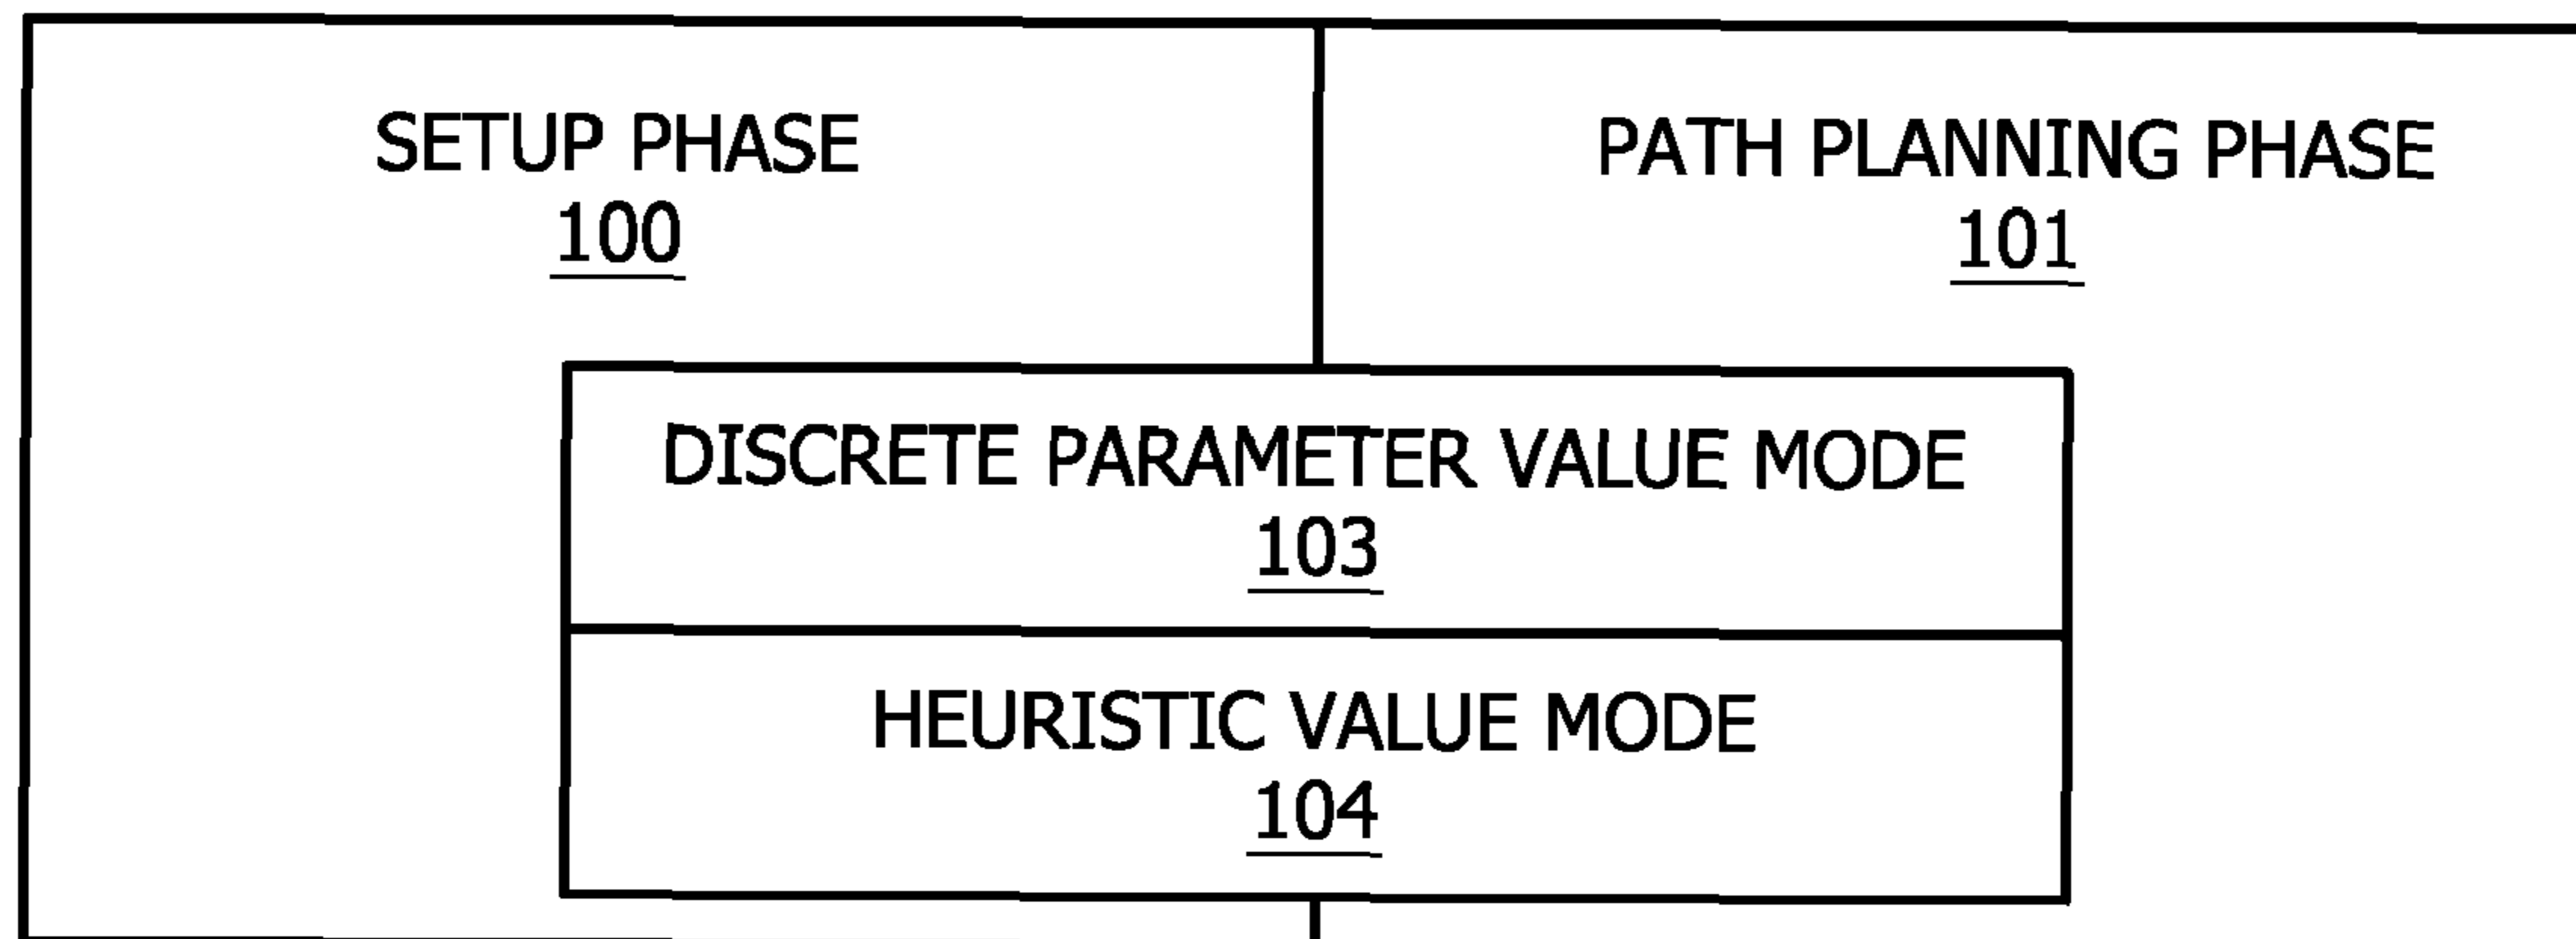 SETUP PHASE
100
PATH PLANNING PHASE
101
DISCRETE PARAMETER VALUE MODE
103
HEURISTIC VALUE MODE
104